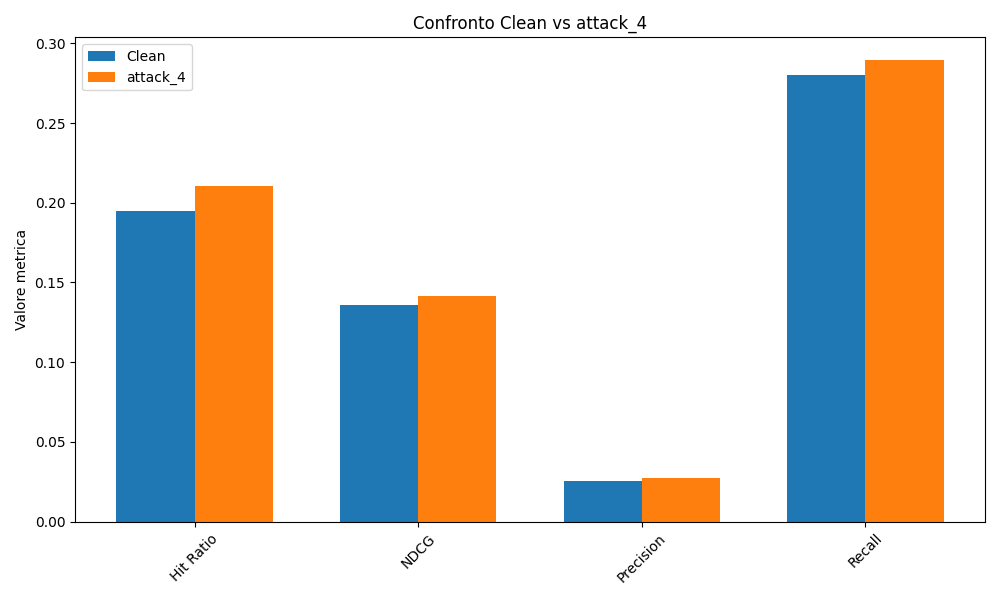 Confronto Clean vs attack_4
Clean
attack_4
Valore metrica
0.30
0.25
0.20
0.15
0.10
0.05
0.00
Hit Ratio
NDCG
Precision
Recall